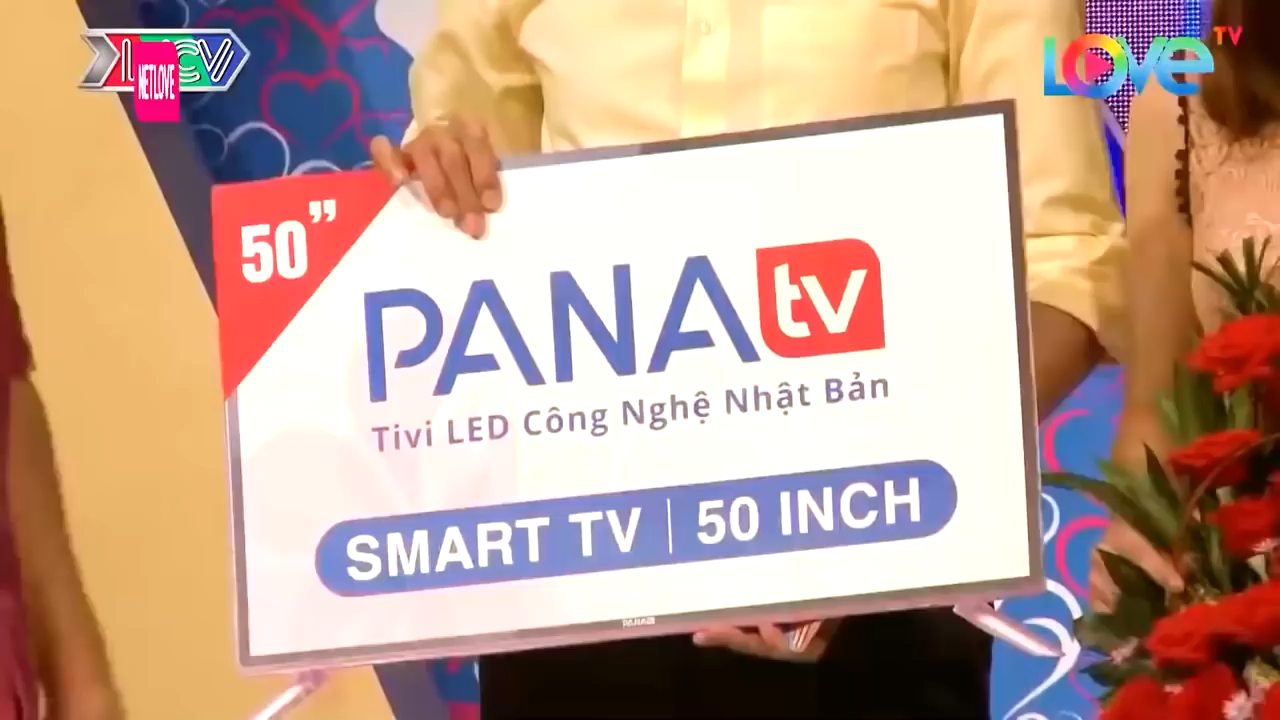 NETLOVE
LOVE TV
50”
PANA tv
Tivi LED Công Nghệ Nhật Bản
SMART TV | 50 INCH